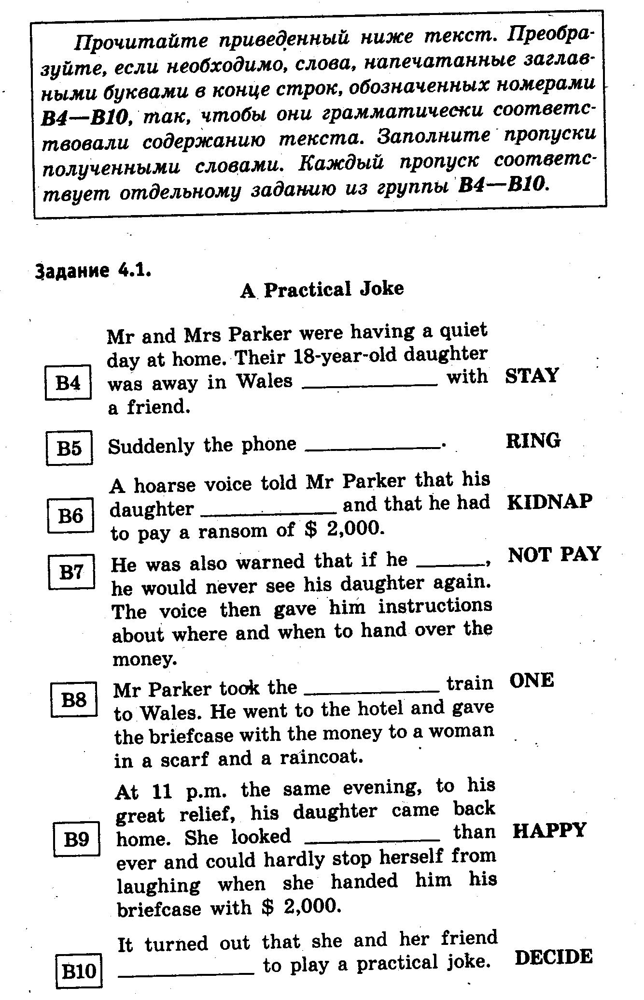 Прочитайте приведенный ниже текст. Преобра-
зуйте, если необходимо, слова, напечатанные заглав-
ными буквами в конце строк, обозначенных номерами
B4—B10, так, чтобы они грамматически соответс-
твовали содержанию текста. Заполните пропуски
полученными словами. Каждый пропуск соответс-
твует отдельному заданию из группы B4—B10.
Задание 4.1.
A Practical Joke
Mr and Mrs Parker were having a quiet
day at home. Their 18-year-old daughter
B4 was away in Wales ____________ with STAY
a friend.
B5 Suddenly the phone ____________. RING
A hoarse voice told Mr Parker that his
B6 daughter ____________ and that he had KIDNAP
to pay a ransom of $ 2,000.
B7 He was also warned that if he ______, NOT PAY
he would never see his daughter again.
The voice then gave him instructions
about where and when to hand over the
money.
B8 Mr Parker took the ____________ train ONE
to Wales. He went to the hotel and gave
the briefcase with the money to a woman
in a scarf and a raincoat.
At 11 p.m. the same evening, to his
great relief, his daughter came back
B9 home. She looked ____________ than HAPPY
ever and could hardly stop herself from
laughing when she handed him his
briefcase with $ 2,000.
It turned out that she and her friend
B10 ____________ to play a practical joke. DECIDE